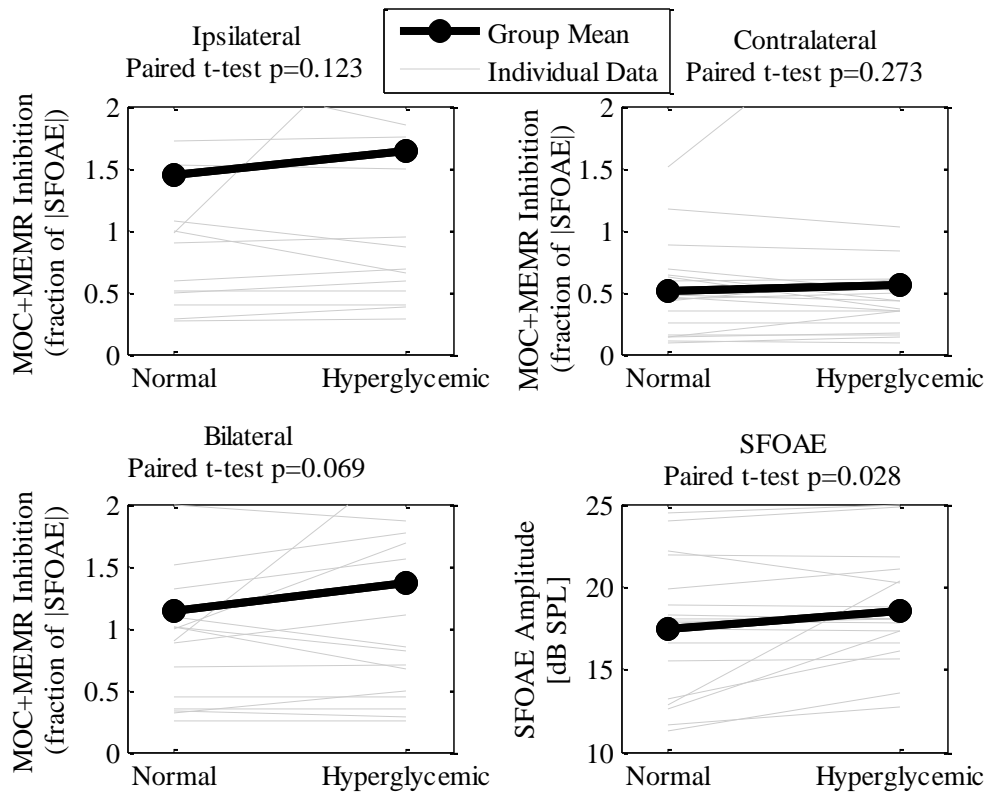 Ipsilateral
Paired t-test p=0.123
Group Mean
Individual Data
Contralateral
Paired t-test p=0.273
MOC+MEMR Inhibition
(fraction of |SFOAE|)
2
1.5
1
0.5
0
Normal
Hyperglycemic
MOC+MEMR Inhibition
(fraction of |SFOAE|)
2
1.5
1
0.5
0
Normal
Hyperglycemic
Bilateral
Paired t-test p=0.069
MOC+MEMR Inhibition
(fraction of |SFOAE|)
2
1.5
1
0.5
0
Normal
Hyperglycemic
SFOAE
Paired t-test p=0.028
SFOAE Amplitude
[dB SPL]
25
20
15
10
Normal
Hyperglycemic